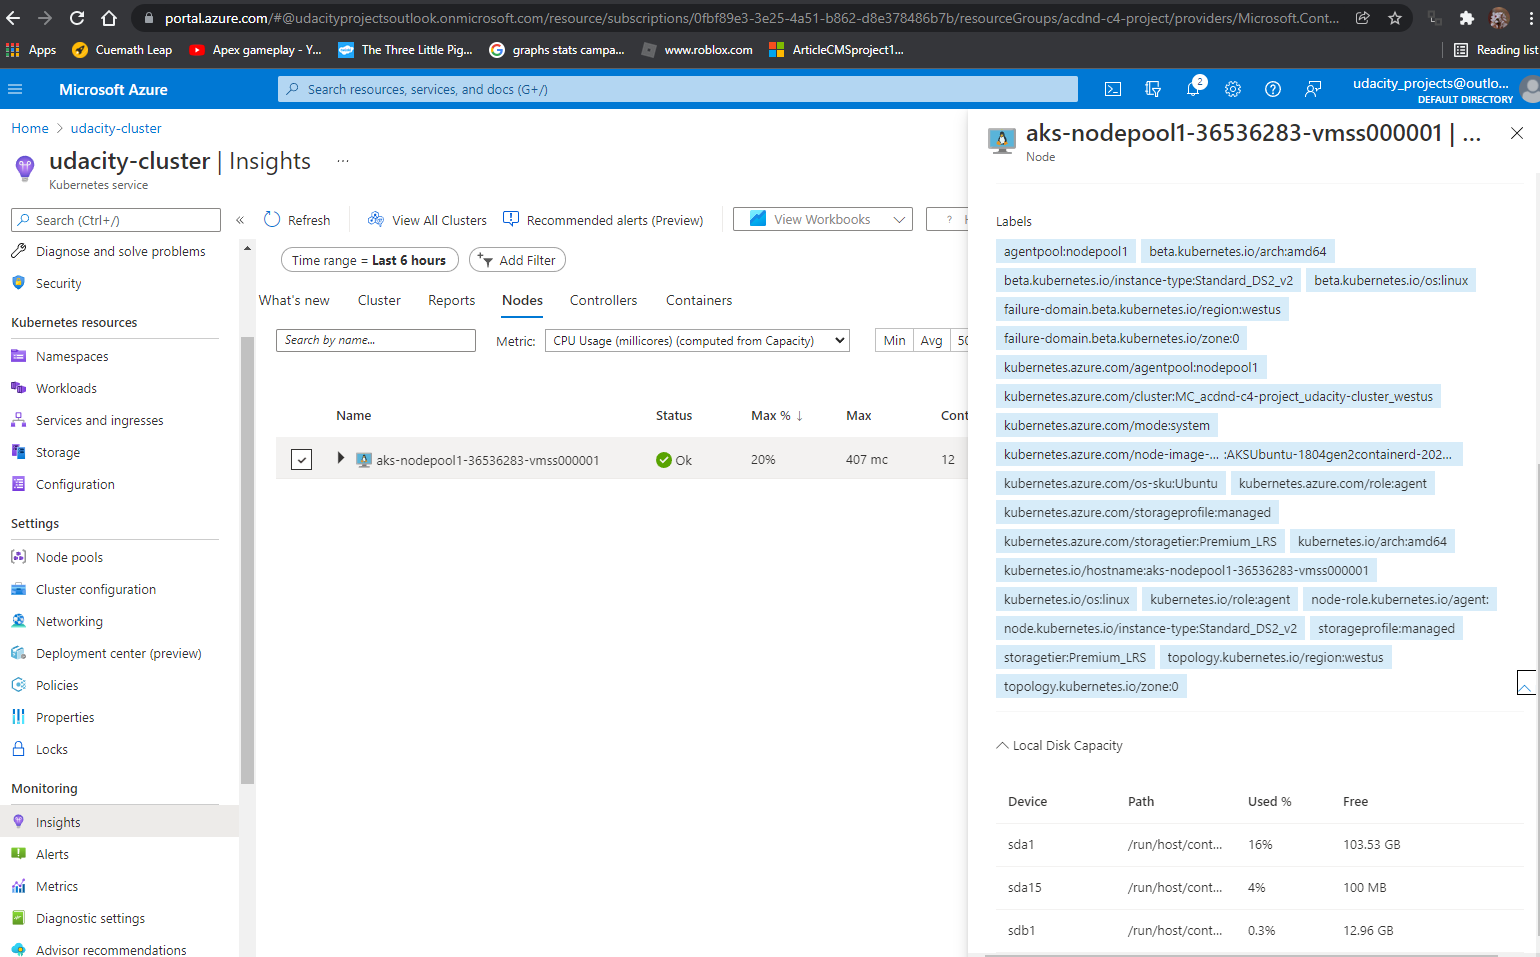 portal.azure.com/#@udacityprojectsoutlook.onmicrosoft.com/resource/subscriptions/0fbf89e3-3e25-4a51-b862-d8e378486b7b/resourceGroups/acdnd-c4-project/providers/Microsoft.Cont...
Apps
Cuemath Leap
Apex gameplay - Y...
The Three Little Pig...
graphs stats campa...
www.roblox.com
ArticleCMSproject1...
Reading list
Microsoft Azure
Search resources, services, and docs (G+/)
2
udacity_projects@outlo...
DEFAULT DIRECTORY
Home > udacity-cluster
udacity-cluster | Insights ...
Kubernetes service
Search (Ctrl+/)
«
Diagnose and solve problems
Security
Kubernetes resources
Namespaces
Workloads
Services and ingresses
Storage
Configuration
Settings
Node pools
Cluster configuration
Networking
Deployment center (preview)
Policies
Properties
Locks
Monitoring
Insights
Alerts
Metrics
Diagnostic settings
Advisor recommendations
Refresh
View All Clusters
Recommended alerts (Preview)
View Workbooks
?
Time range = Last 6 hours
Add Filter
What's new
Cluster
Reports
Nodes
Controllers
Containers
Search by name...
Metric:
CPU Usage (millicores) (computed from Capacity)
Min
Avg
50
Name Status Max % ↓ Max Cont
aks-nodepool1-36536283-vmss000001 Ok 20% 407 mc 12
aks-nodepool1-36536283-vmss000001 | ...
Node
Labels
agentpool:nodepool1 beta.kubernetes.io/arch:amd64
beta.kubernetes.io/instance-type:Standard_DS2_v2 beta.kubernetes.io/os:linux
failure-domain.beta.kubernetes.io/region:westus
failure-domain.beta.kubernetes.io/zone:0
kubernetes.azure.com/agentpool:nodepool1
kubernetes.azure.com/cluster:MC_acdnd-c4-project_udacity-cluster_westus
kubernetes.azure.com/mode:system
kubernetes.azure.com/node-image-... :AKSUbuntu-1804gen2containerd-202...
kubernetes.azure.com/os-sku:Ubuntu kubernetes.azure.com/role:agent
kubernetes.azure.com/storageprofile:managed
kubernetes.azure.com/storagetier:Premium_LRS kubernetes.io/arch:amd64
kubernetes.io/hostname:aks-nodepool1-36536283-vmss000001
kubernetes.io/os:linux kubernetes.io/role:agent node-role.kubernetes.io/agent:
node.kubernetes.io/instance-type:Standard_DS2_v2 storageprofile:managed
storagetier:Premium_LRS topology.kubernetes.io/region:westus
topology.kubernetes.io/zone:0
Local Disk Capacity
Device Path Used % Free
sda1 /run/host/cont... 16% 103.53 GB
sda15 /run/host/cont... 4% 100 MB
sdb1 /run/host/cont... 0.3% 12.96 GB